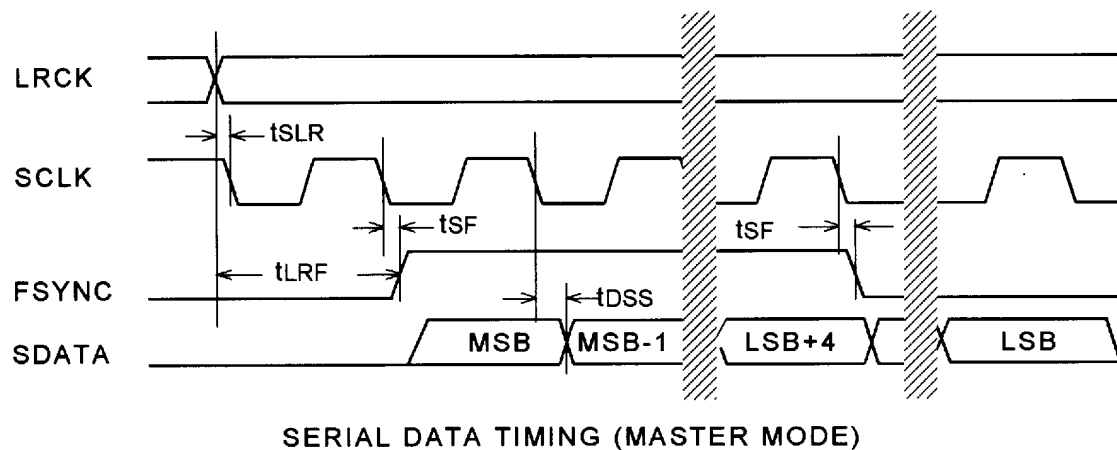 LRCK
tSLR
SCLK
tSF
tSF
tLRF
FSYNC
tDSS
SDATA
MSB
MSB-1
LSB+4
LSB
SERIAL DATA TIMING (MASTER MODE)